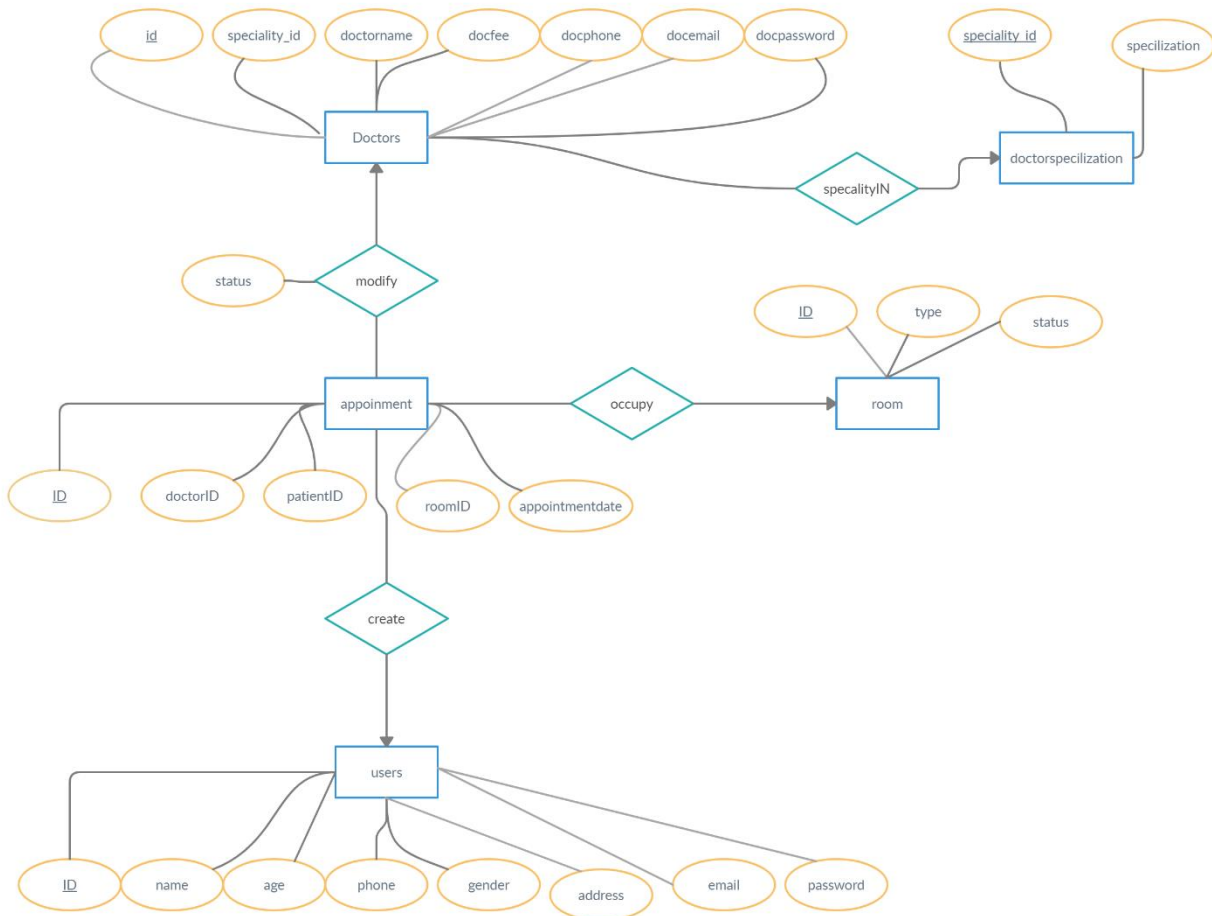 id
speciality_id
doctorname
docfee
docphone
docemail
docpassword
speciality_id
specilization
Doctors
doctorspecilization
specalityIN
status
modify
ID
type
status
appoinment
occupy
room
ID
doctorID
patientID
roomID
appointmentdate
create
users
ID
name
age
phone
gender
address
email
password